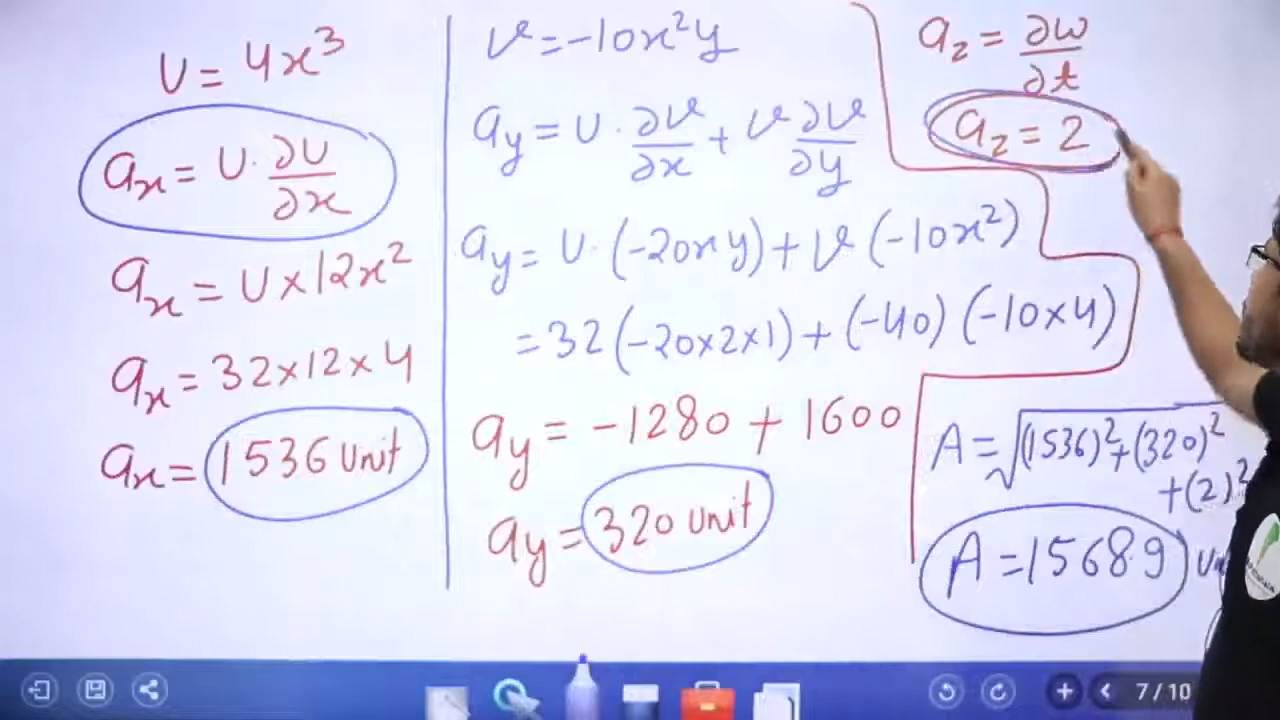 U = 4x³
aₓ = U · ∂U/∂x
aₓ = U × 12x²
aₓ = 32 × 12 × 4
aₓ = 1536 Unit
v = -10x²y
a_y = U · ∂v/∂x + v ∂v/∂y
a_y = U · (-20xy) + v (-10x²)
= 32 (-20×2×1) + (-40) (-10×4)
a_y = -1280 + 1600
a_y = 320 unit
a_z = ∂w/∂t
a_z = 2
A = √(1536)² + (320)²
+ (2)²
A = 1568.9
7 / 10